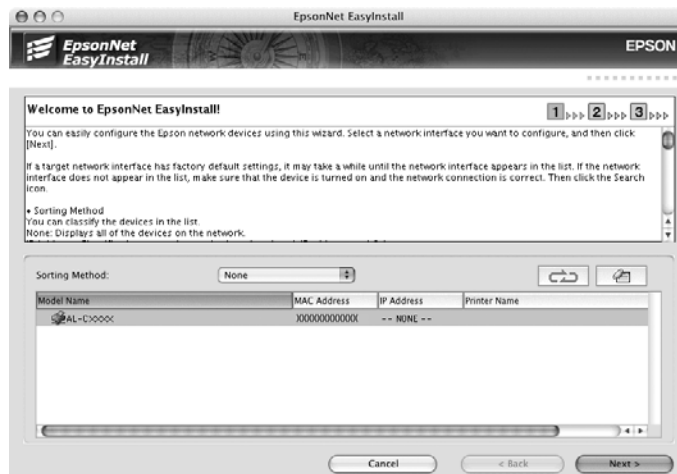 EpsonNet EasyInstall
EpsonNet
EasyInstall
EPSON
Welcome to EpsonNet EasyInstall!
1 ▷▷▷ 2 ▷▷▷ 3 ▷▷▷
You can easily configure the Epson network devices using this wizard. Select a network interface you want to configure, and then click
[Next].
If a target network interface has factory default settings, it may take a while until the network interface appears in the list. If the network
interface does not appear in the list, make sure that the device is turned on and the network connection is correct. Then click the Search
icon.
• Sorting Method
You can classify the devices in the list.
None: Displays all of the devices on the network.
Sorting Method: None
Model Name MAC Address IP Address Printer Name
AL-CXXXX XXXXXXXXXXXX -- NONE --
Cancel < Back Next >